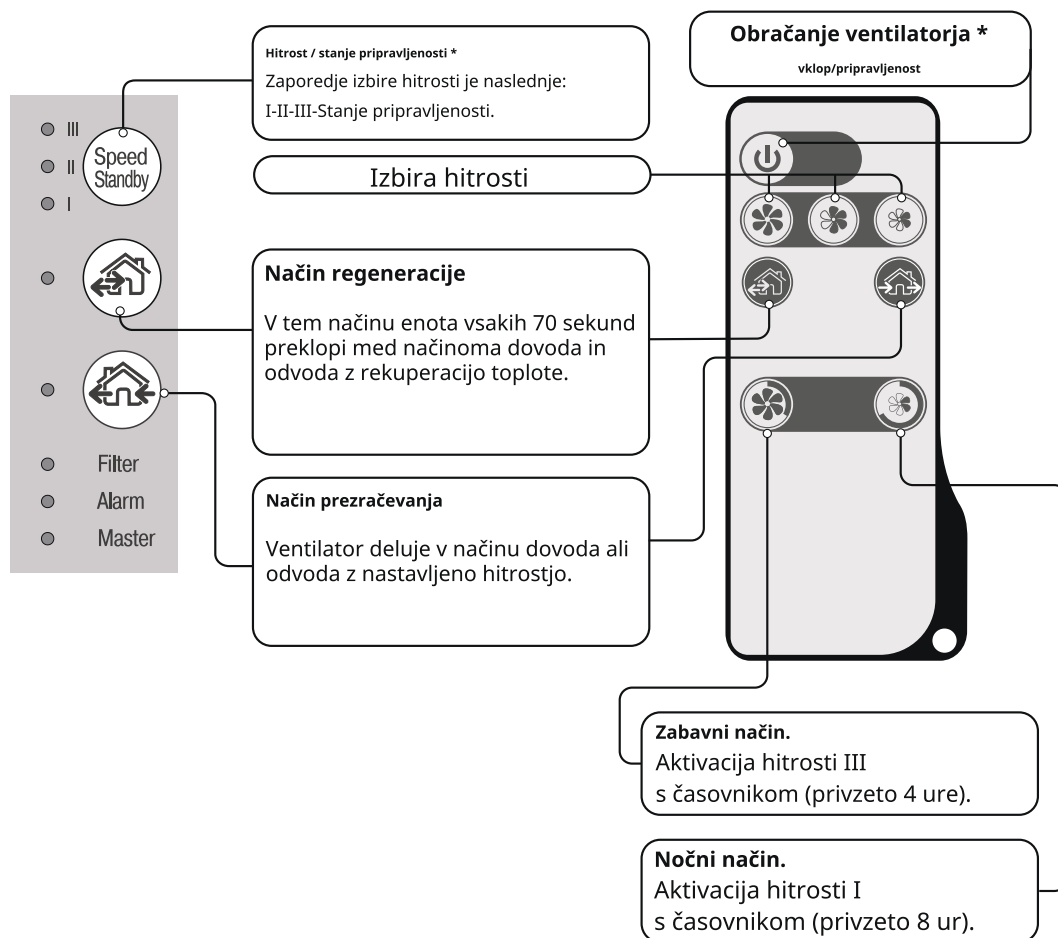 Hitrost / stanje pripravljenosti *
Zaporedje izbire hitrosti je naslednje:
I-II-III-Stanje pripravljenosti.
Obračanje ventilatorja *
vklop/pripravljenost
III
II
I
Speed
Standby
Izbira hitrosti
Način regeneracije
V tem načinu enota vsakih 70 sekund
preklopi med načinoma dovoda in
odvoda z rekuperacijo toplote.
Filter
Alarm
Master
Način prezračevanja
Ventilator deluje v načinu dovoda ali
odvoda z nastavljeno hitrostjo.
Zabavni način.
Aktivacija hitrosti III
s časovnikom (privzeto 4 ure).
Nočni način.
Aktivacija hitrosti I
s časovnikom (privzeto 8 ur).